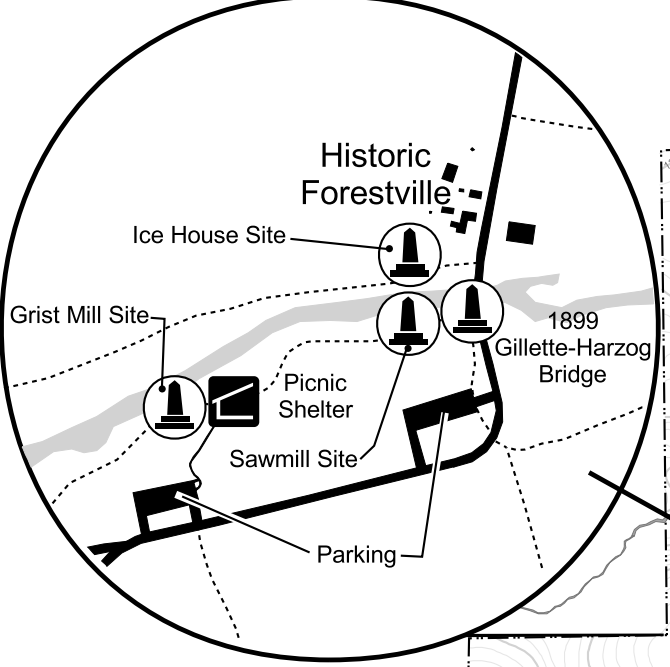 Historic
Forestville
Ice House Site
Grist Mill Site
1899
Gillette-Harzog
Bridge
Picnic
Shelter
Sawmill Site
Parking